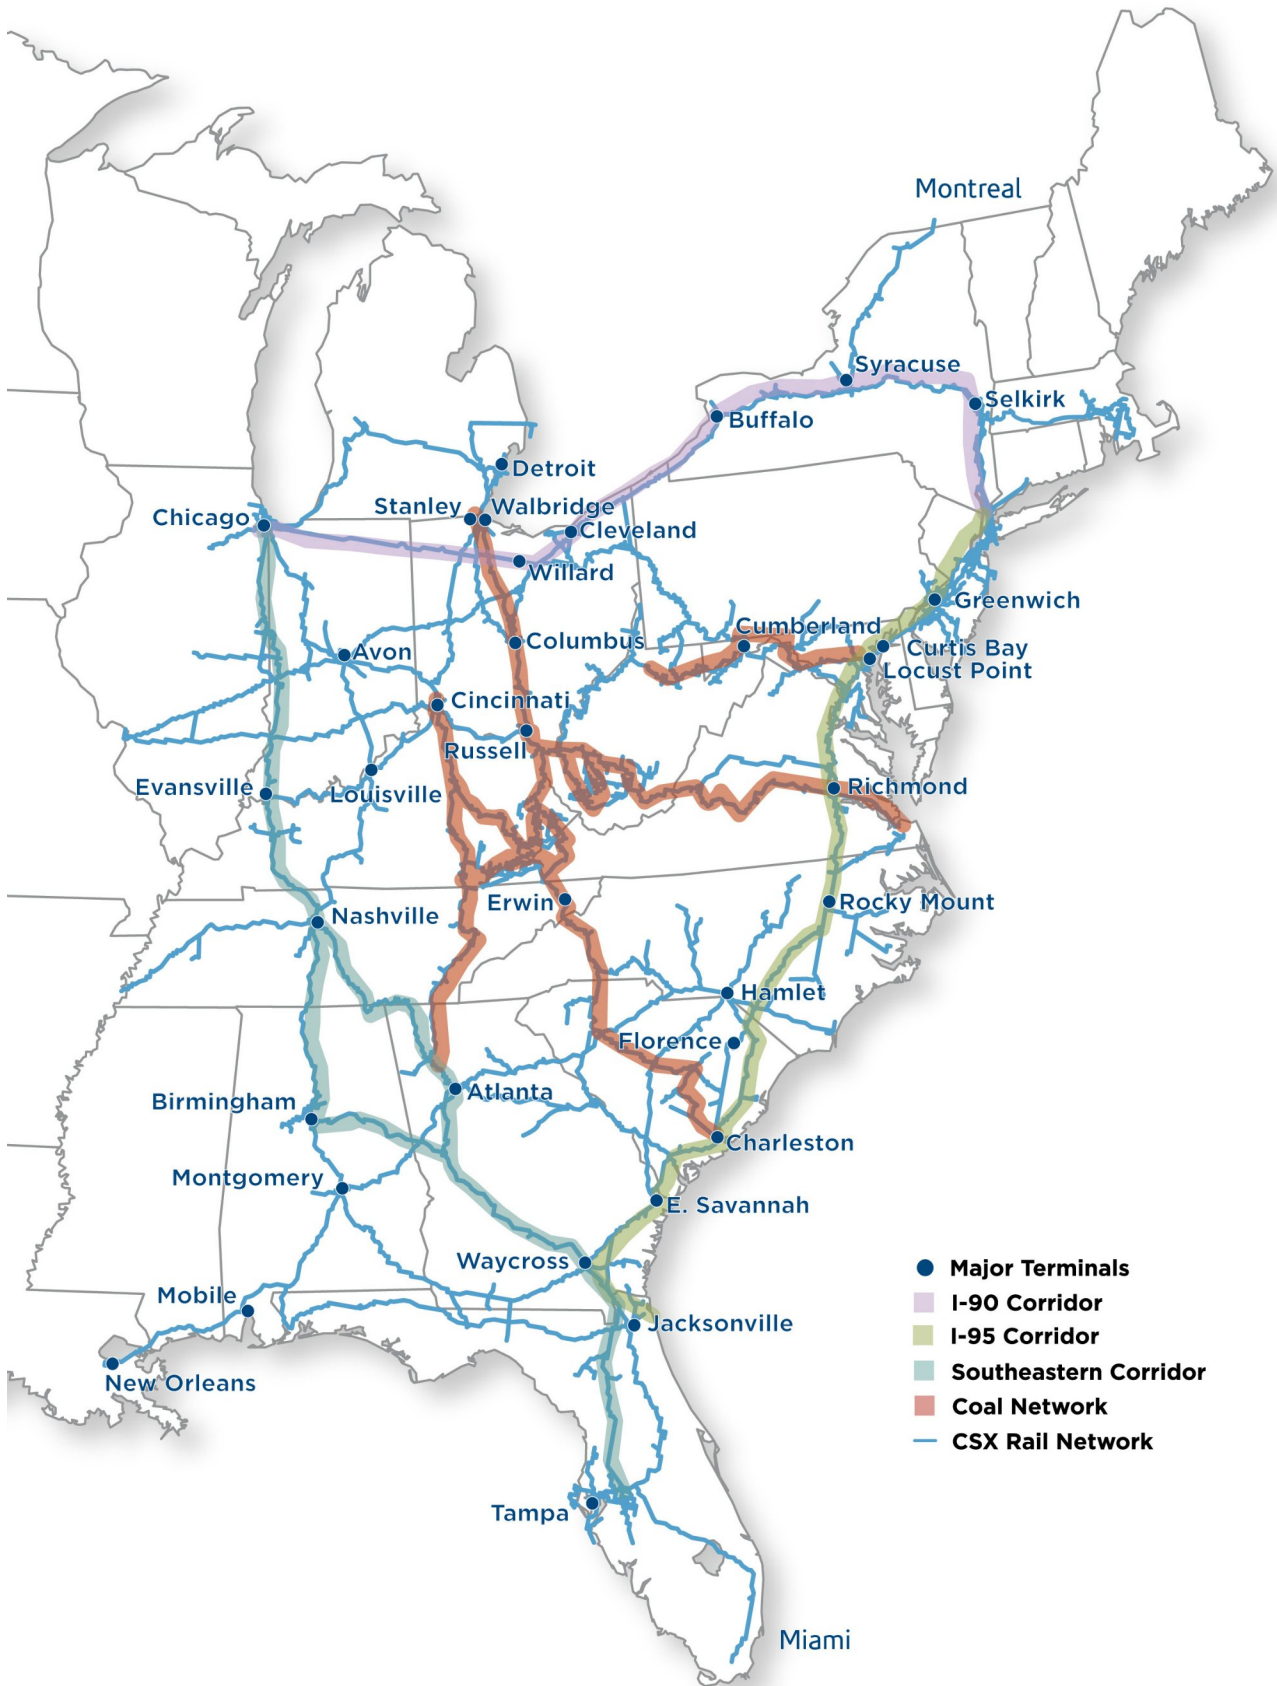 Montreal
Syracuse
Selkirk
Buffalo
Detroit
Stanley
Walbridge
Chicago
Cleveland
Willard
Greenwich
Cumberland
Columbus
Curtis Bay
Avon
Locust Point
Cincinnati
Russell
Evansville
Louisville
Richmond
Erwin
Rocky Mount
Nashville
Hamlet
Florence
Atlanta
Birmingham
Charleston
Montgomery
E. Savannah
Waycross
Major Terminals
Mobile
I-90 Corridor
Jacksonville
I-95 Corridor
New Orleans
Southeastern Corridor
Coal Network
CSX Rail Network
Tampa
Miami